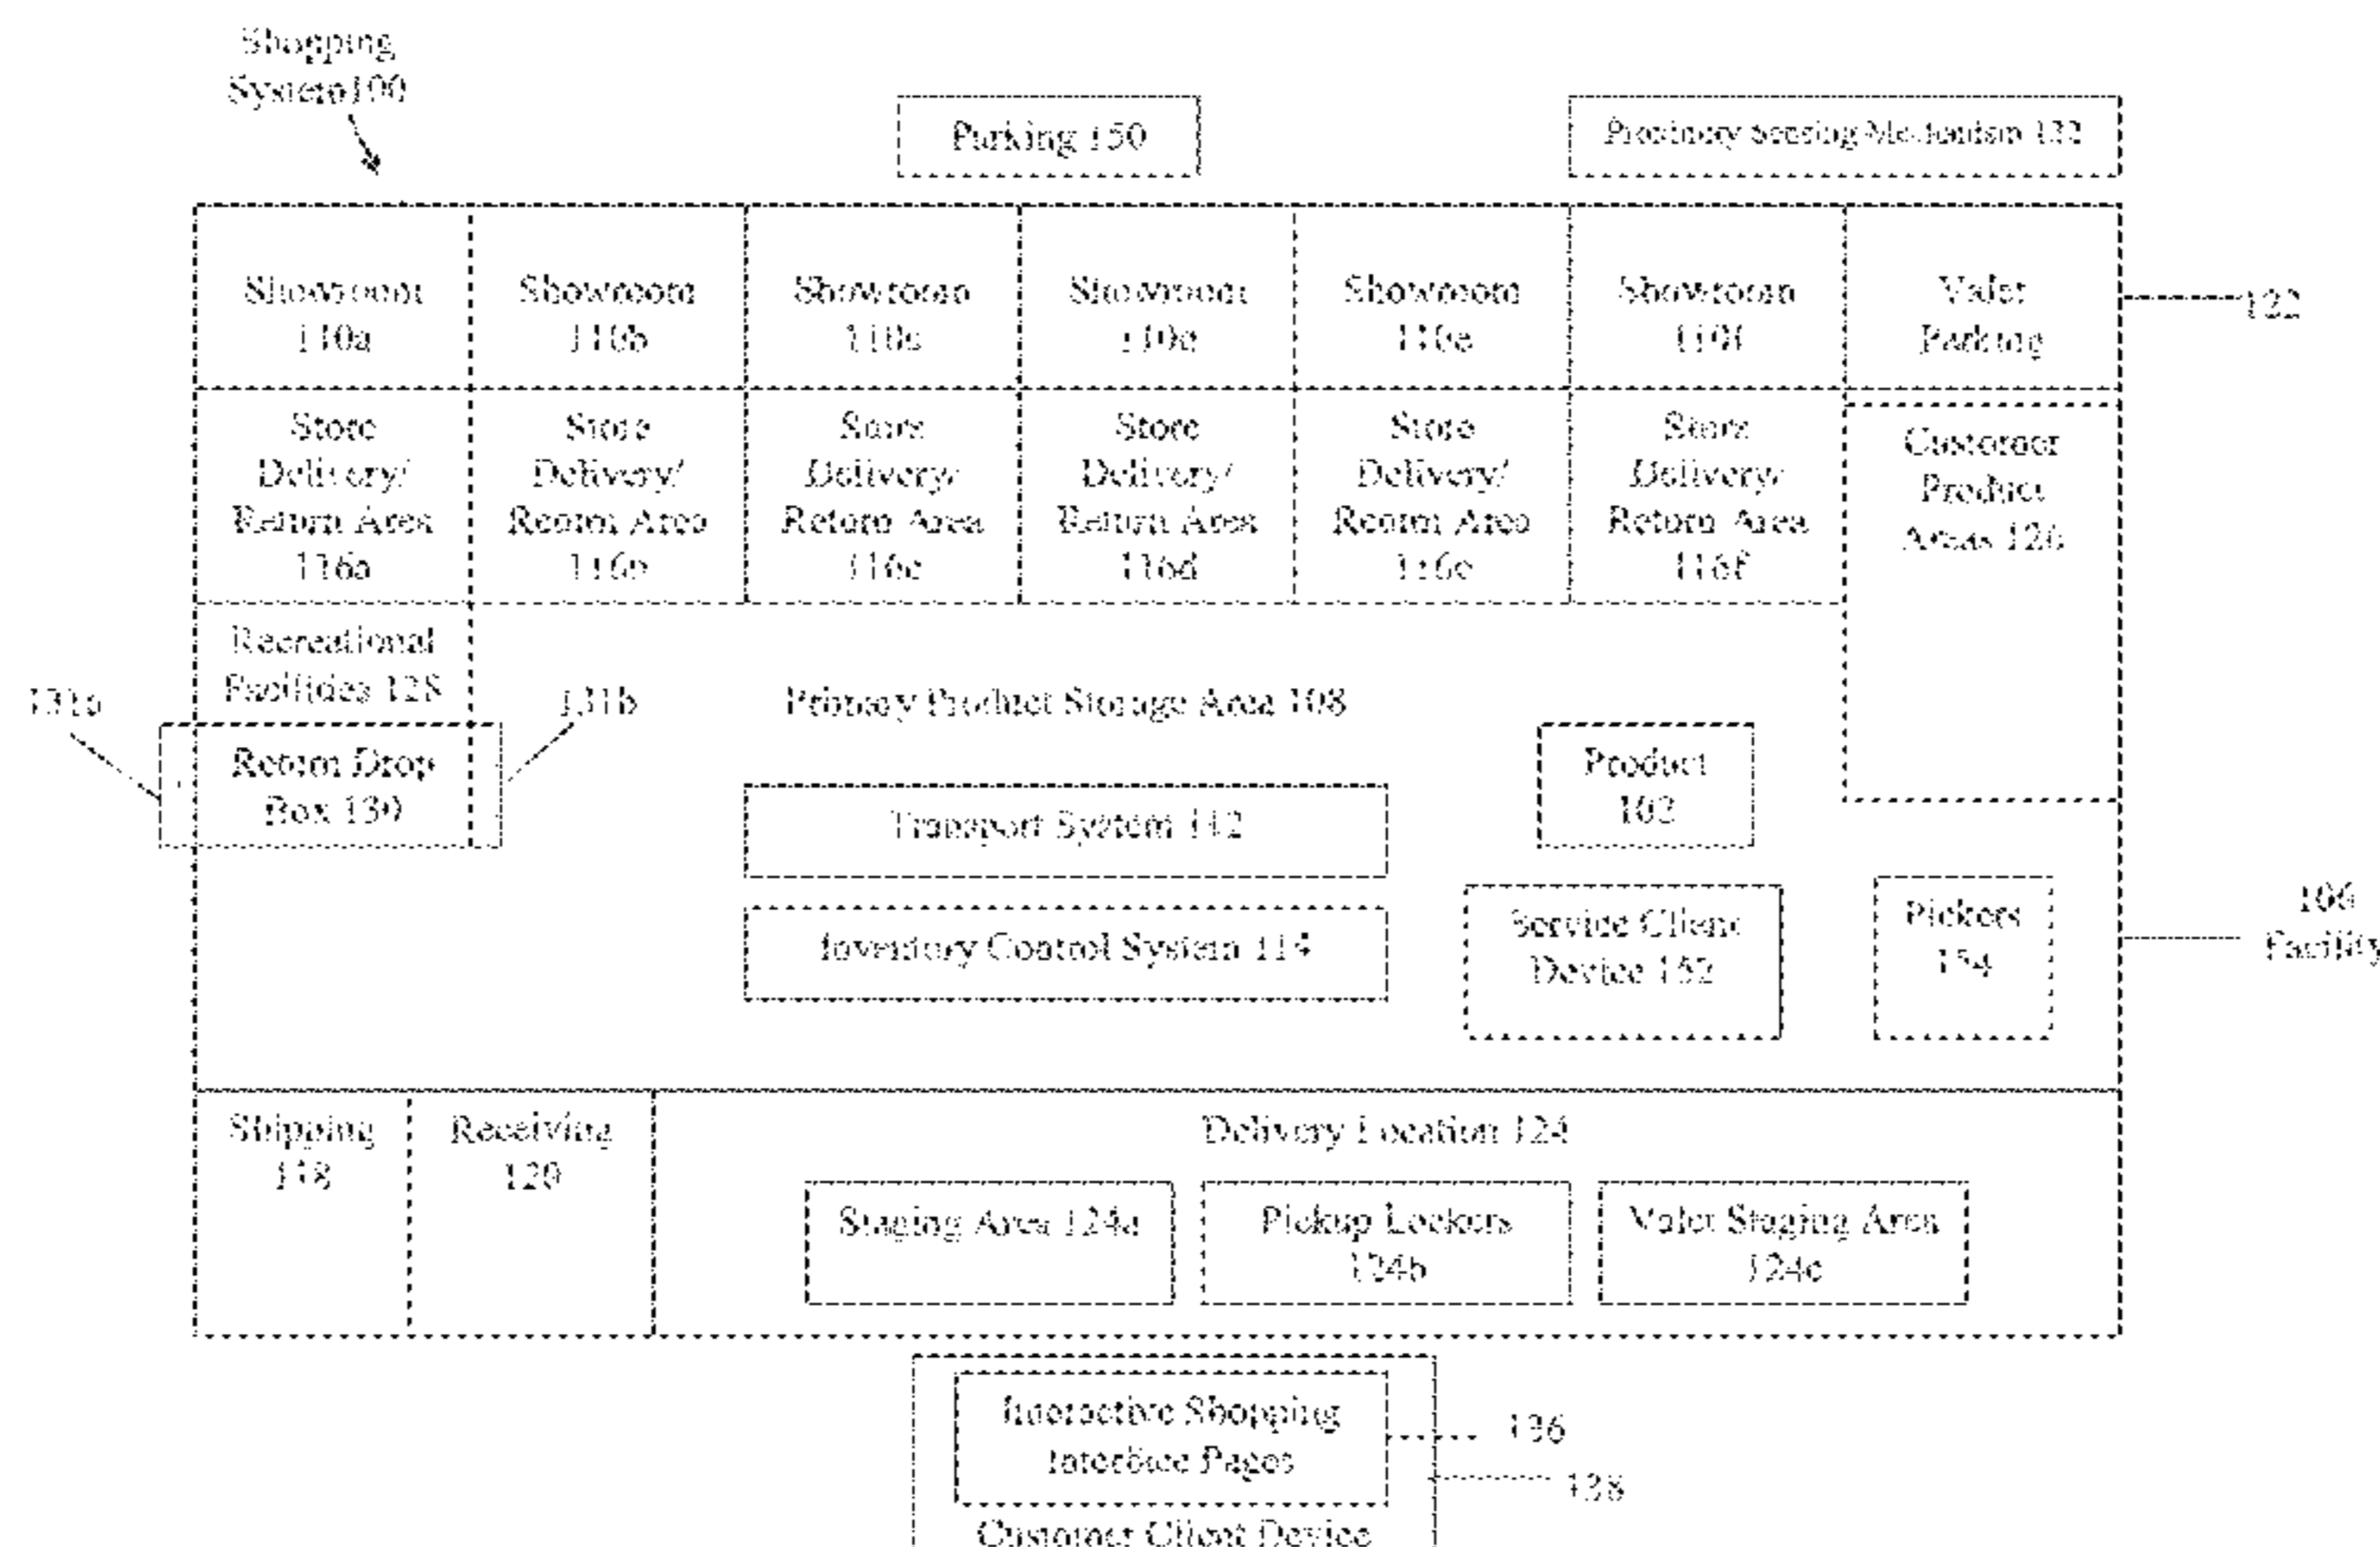 Shopping
System100
Parking 150
Proximity Sensing Mechanism 132
Showroom
110a
Showroom
110b
Showroom
110c
Showroom
110d
Showroom
110e
Showroom
110f
Valet
Parking
122
Store
Delivery/
Return Area
116a
Store
Delivery/
Return Area
116b
Store
Delivery/
Return Area
116c
Store
Delivery/
Return Area
116d
Store
Delivery/
Return Area
116e
Store
Delivery/
Return Area
116f
Customer
Product
Areas 126
Recreational
Facilities 128
131a
131b
Primary Product Storage Area 108
Return Drop
Box 130
Product
102
Transport System 112
Inventory Control System 114
Service Client
Device 152
Pickers
154
106
Facility
Shipping
118
Receiving
120
Delivery Location 124
Staging Area 124a
Pickup Lockers
124b
Valet Staging Area
124c
Interactive Shopping
Interface Pages
136
138
Customer Client Device